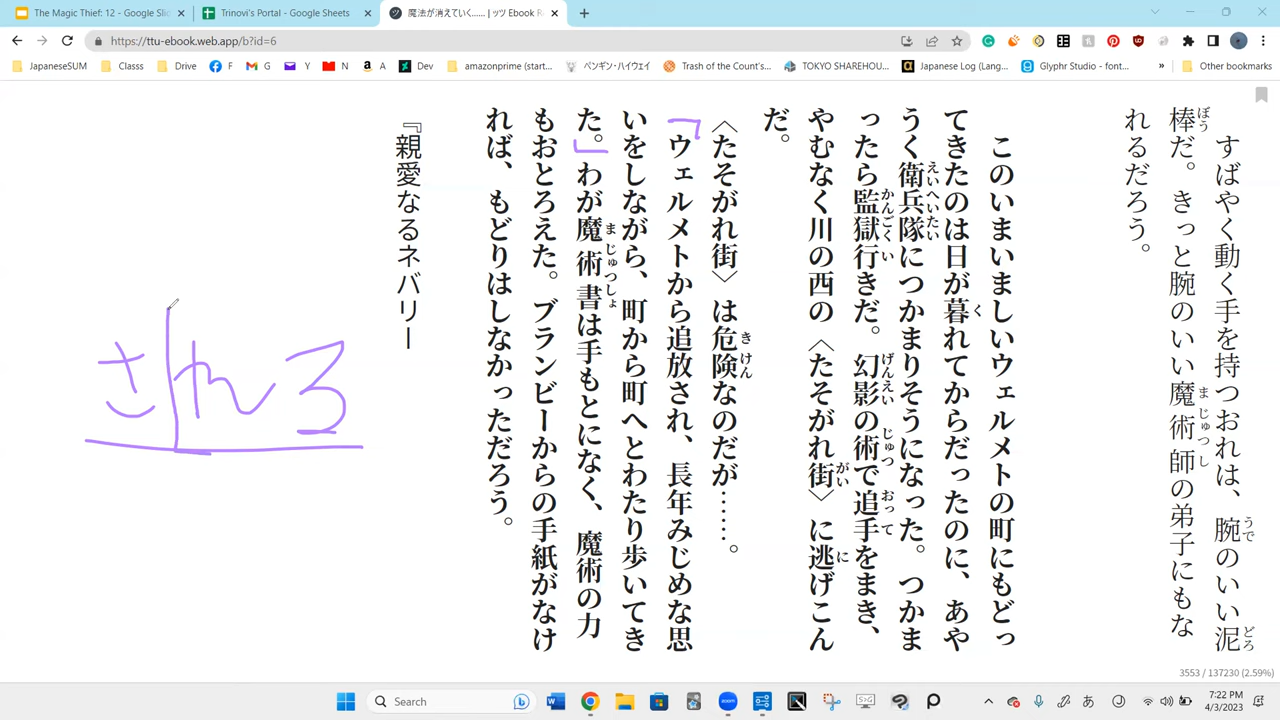 The Magic Thief: 12 - Google Slid
Trinovi's Portal - Google Sheets
魔法が消えていく…… | ッツ Ebook R
https://ttu-ebook.web.app/b?id=6
JapaneseSUM
Classs
Drive
F
G
Y
N
A
Dev
amazonprime (start...
ペンギン・ハイウェイ
Trash of the Count's...
TOKYO SHAREHOU...
Japanese Log (Lang...
Glyphr Studio - font...
»
Other bookmarks
すばやく動く手を持つおれは、腕のいい泥
棒だ。きっと腕のいい魔術師の弟子にもな
れるだろう。
このいまいましいウェルメトの町にもどっ
てきたのは日が暮れてからだったのに、あや
うく衛兵隊につかまりそうになった。つかま
ったら監獄行きだ。幻影の術で追手をまき、
やむなく川の西の〈たそがれ街〉に逃げこん
だ。
〈たそがれ街〉は危険なのだが……。
「ウェルメトから追放され、長年みじめな思
いをしながら、町から町へとわたり歩いてき
た。」わが魔術書は手もとになく、魔術の力
もおとろえた。ブランビーからの手紙がなけ
れば、もどりはしなかっただろう。
『親愛なるネバリー
される
3553 / 137230 (2.59%)
Search
7:22 PM
4/3/2023